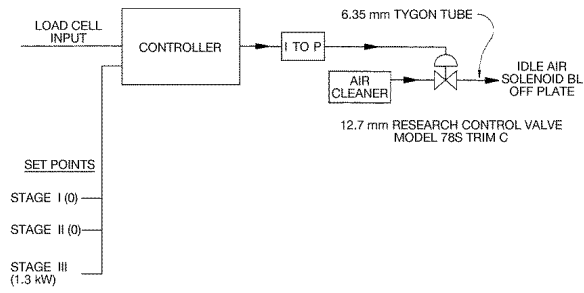 6.35 mm TYGON TUBE
LOAD CELL
INPUT
CONTROLLER
I TO P
AIR
CLEANER
IDLE AIR
SOLENOID BL
OFF PLATE
12.7 mm RESEARCH CONTROL VALVE
MODEL 78S TRIM C
SET POINTS
STAGE I (0)
STAGE II (0)
STAGE III
(1.3 kW)